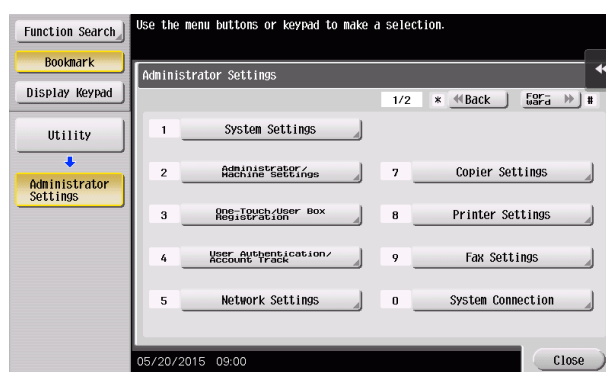 Use the menu buttons or keypad to make a selection.
Function Search
Bookmark
Display Keypad
Utility
Administrator
Settings
Administrator Settings
1/2 * Back For-
ward #
1 System Settings
2 Administrator/
Machine Settings
3 One-Touch/User Box
Registration
4 User Authentication/
Account Track
5 Network Settings
7 Copier Settings
8 Printer Settings
9 Fax Settings
0 System Connection
05/20/2015 09:00
Close